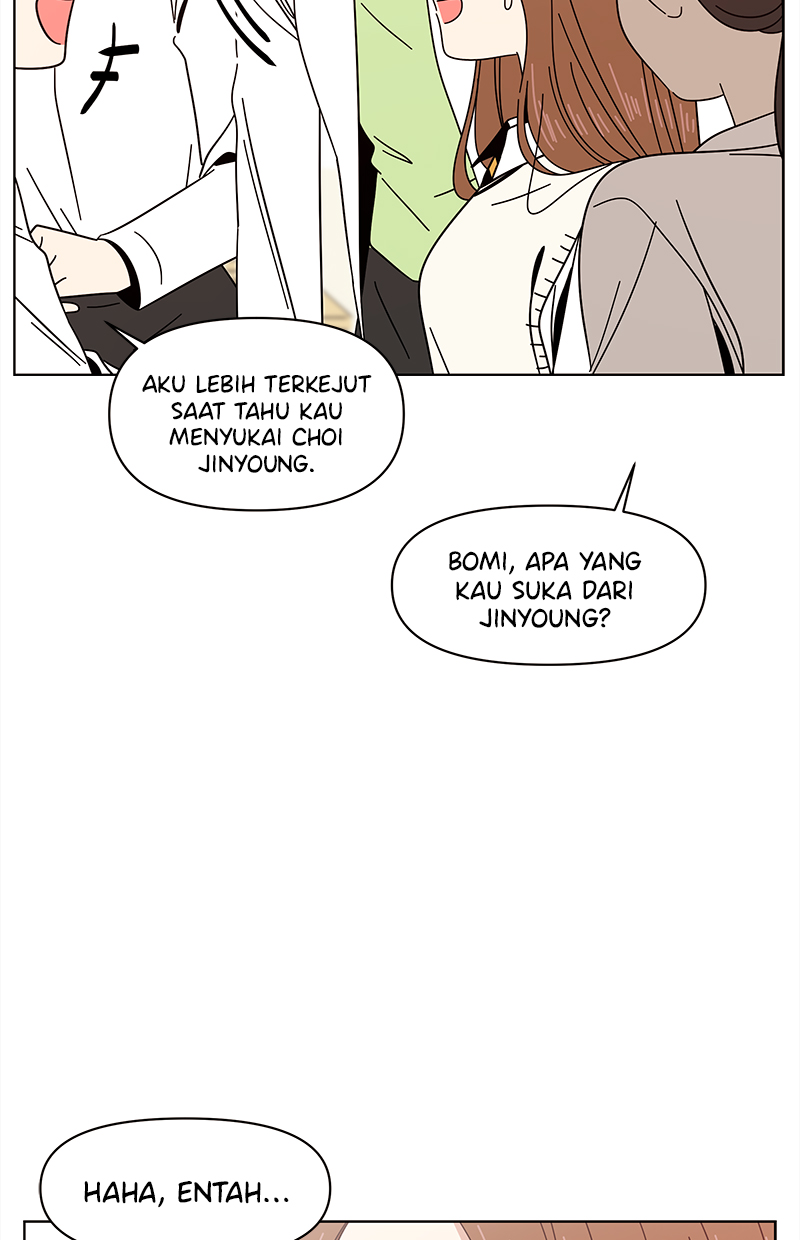 AKU LEBIH TERKEJUT
SAAT TAHU KAU
MENYUKAI CHOI
JINYOUNG.
BOMI, APA YANG
KAU SUKA DARI
JINYOUNG?
HAHA, ENTAH...